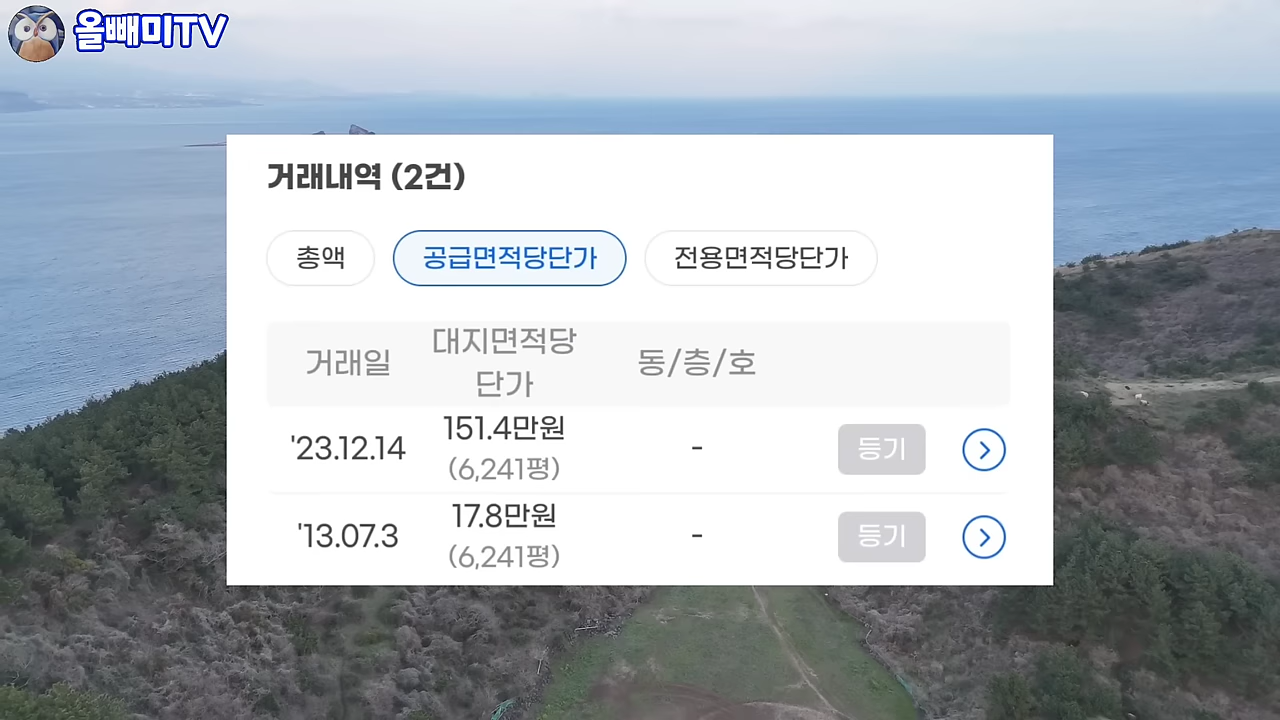 올빼미TV
거래내역 (2건)
총액 공급면적당단가 전용면적당단가
거래일 대지면적당 단가 동/층/호
'23.12.14 151.4만원 (6,241평) - 등기
'13.07.3 17.8만원 (6,241평) - 등기